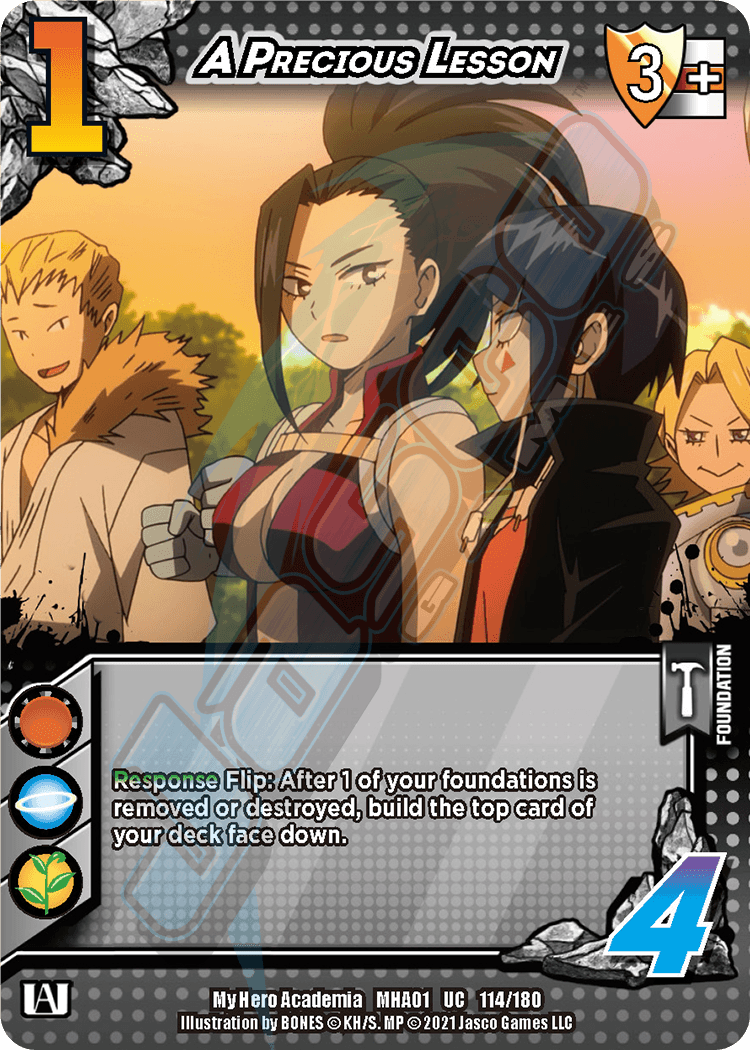 1
A Precious Lesson
3
+
™
FOUNDATION
Response Flip: After 1 of your foundations is
removed or destroyed, build the top card of
your deck face down.
4
UA
My Hero Academia MHA01 UC 114/180
Illustration by BONES © KH/S. MP © 2021 Jasco Games LLC